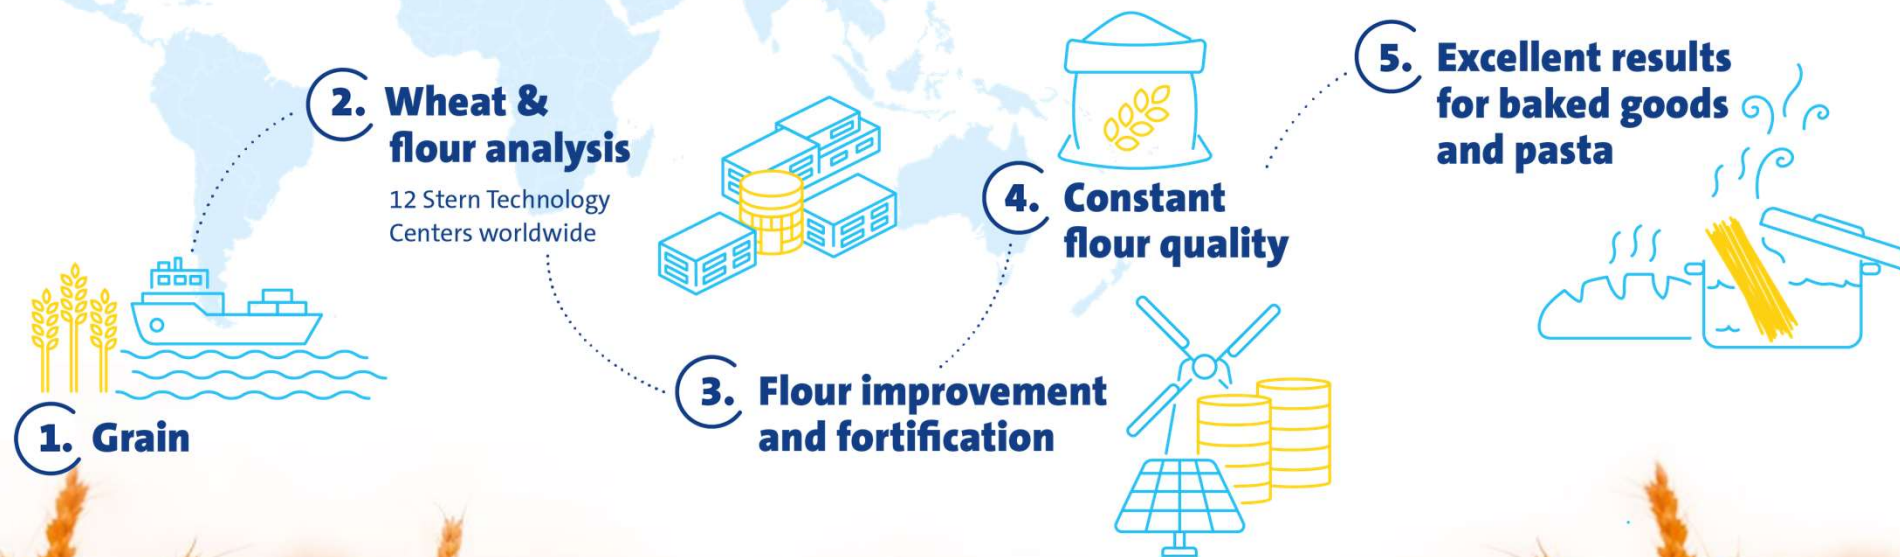 1. Grain
2. Wheat &
flour analysis
12 Stern Technology
Centers worldwide
3. Flour improvement
and fortification
4. Constant
flour quality
5. Excellent results
for baked goods
and pasta